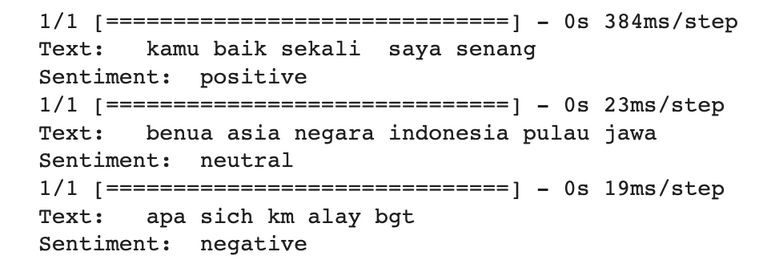 1/1 [==============================] - 0s 384ms/step
Text:   kamu baik sekali  saya senang
Sentiment:  positive
1/1 [==============================] - 0s 23ms/step
Text:   benua asia negara indonesia pulau jawa
Sentiment:  neutral
1/1 [==============================] - 0s 19ms/step
Text:   apa sich km alay bgt
Sentiment:  negative